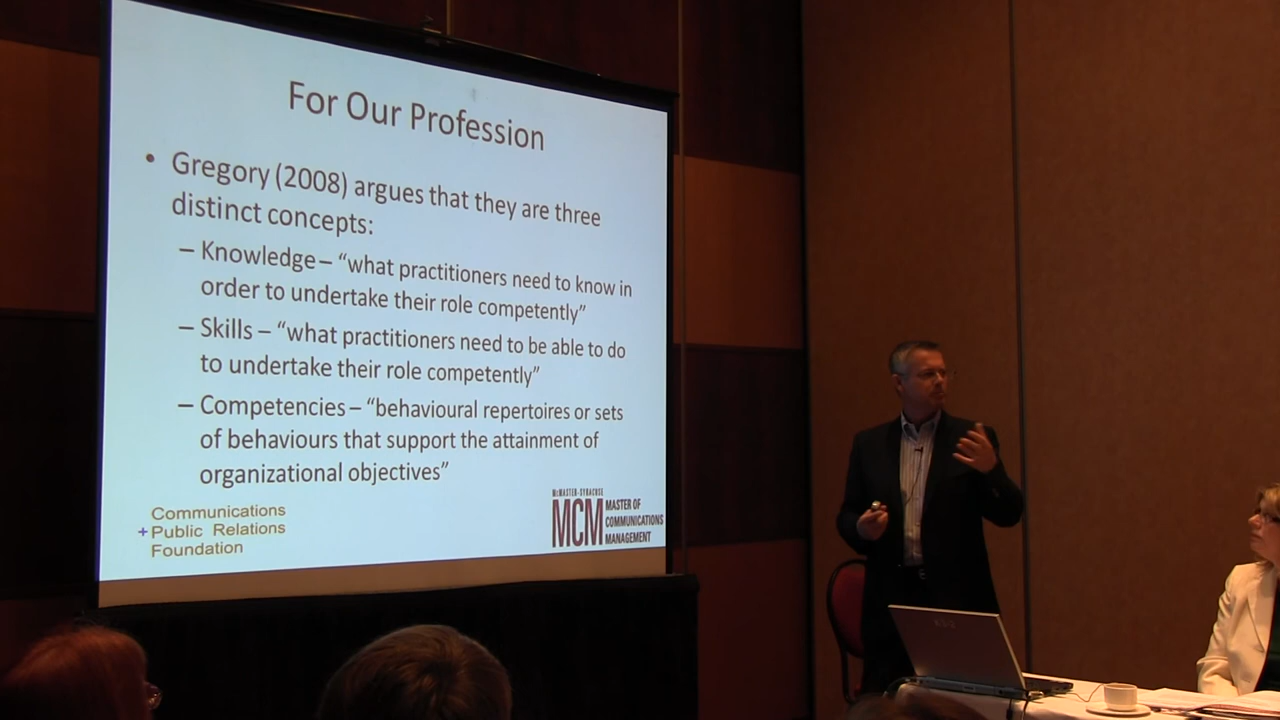 For Our Profession
• Gregory (2008) argues that they are three
distinct concepts:
– Knowledge – “what practitioners need to know in
order to undertake their role competently”
– Skills – “what practitioners need to be able to do
to undertake their role competently”
– Competencies – “behavioural repertoires or sets
of behaviours that support the attainment of
organizational objectives”
Communications
+Public Relations
Foundation
McMASTER-SYRACUSE
MCM
MASTER OF
COMMUNICATIONS
MANAGEMENT